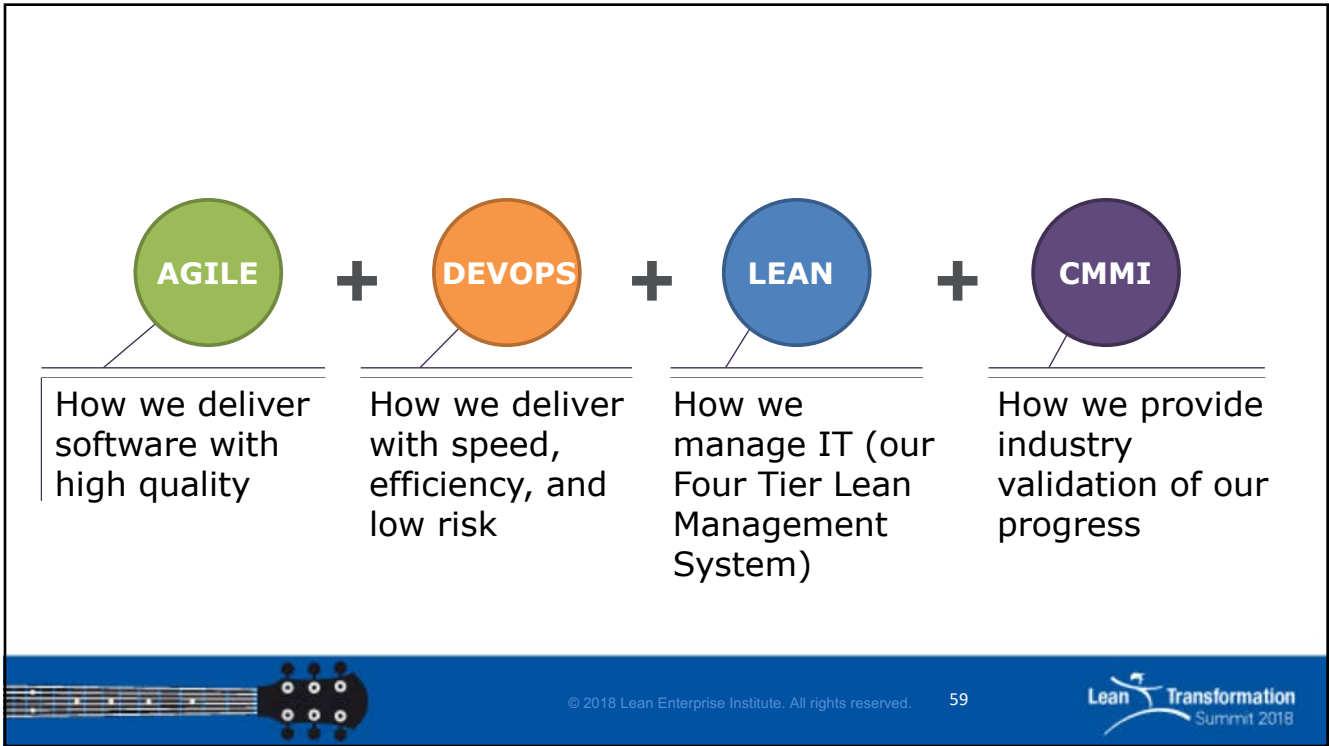 AGILE
+
DEVOPS
+
LEAN
+
CMMI
How we deliver
software with
high quality
How we deliver
with speed,
efficiency, and
low risk
How we
manage IT (our
Four Tier Lean
Management
System)
How we provide
industry
validation of our
progress
© 2018 Lean Enterprise Institute. All rights reserved.
59
Lean Transformation
Summit 2018